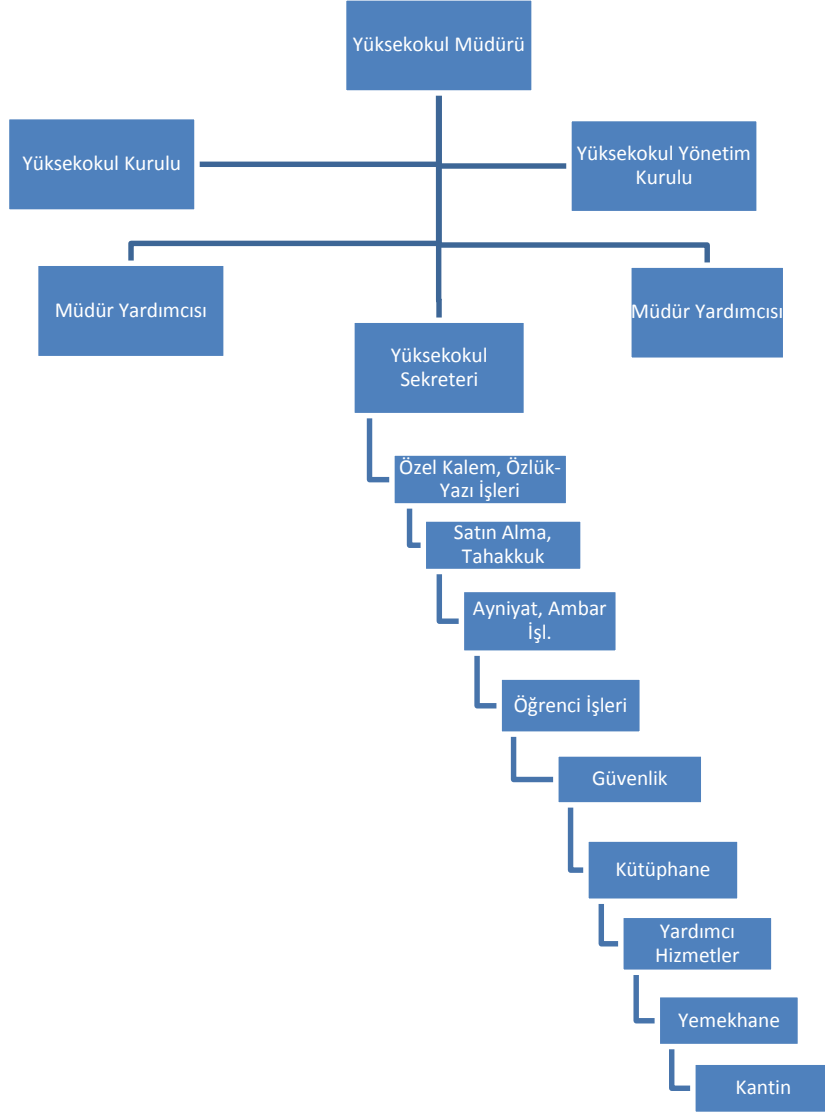 Yüksekokul Müdürü
Yüksekokul Kurulu
Yüksekokul Yönetim
Kurulu
Müdür Yardımcısı
Müdür Yardımcısı
Yüksekokul
Sekreteri
Özel Kalem, Özlük-
Yazı İşleri
Satın Alma,
Tahakkuk
Ayniyat, Ambar
İşl.
Öğrenci İşleri
Güvenlik
Kütüphane
Yardımcı
Hizmetler
Yemekhane
Kantin